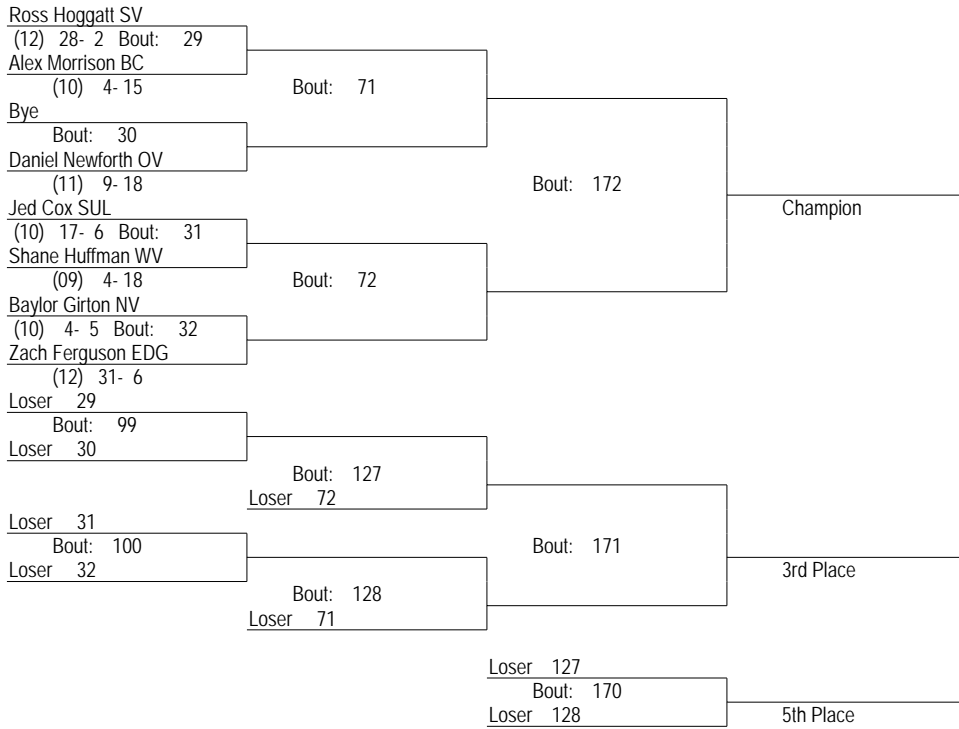 Ross Hoggatt SV
(12) 28- 2 Bout: 29
Alex Morrison BC
(10) 4- 15 Bout: 71
Bye
Bout: 30
Daniel Newforth OV
(11) 9- 18 Bout: 172
Jed Cox SUL Champion
(10) 17- 6 Bout: 31
Shane Huffman WV
(09) 4- 18 Bout: 72
Baylor Girton NV
(10) 4- 5 Bout: 32
Zach Ferguson EDG
(12) 31- 6
Loser 29
Bout: 99
Loser 30
Bout: 127
Loser 72
Loser 31
Bout: 100 Bout: 171
Loser 32 3rd Place
Bout: 128
Loser 71
Loser 127
Bout: 170
Loser 128 5th Place